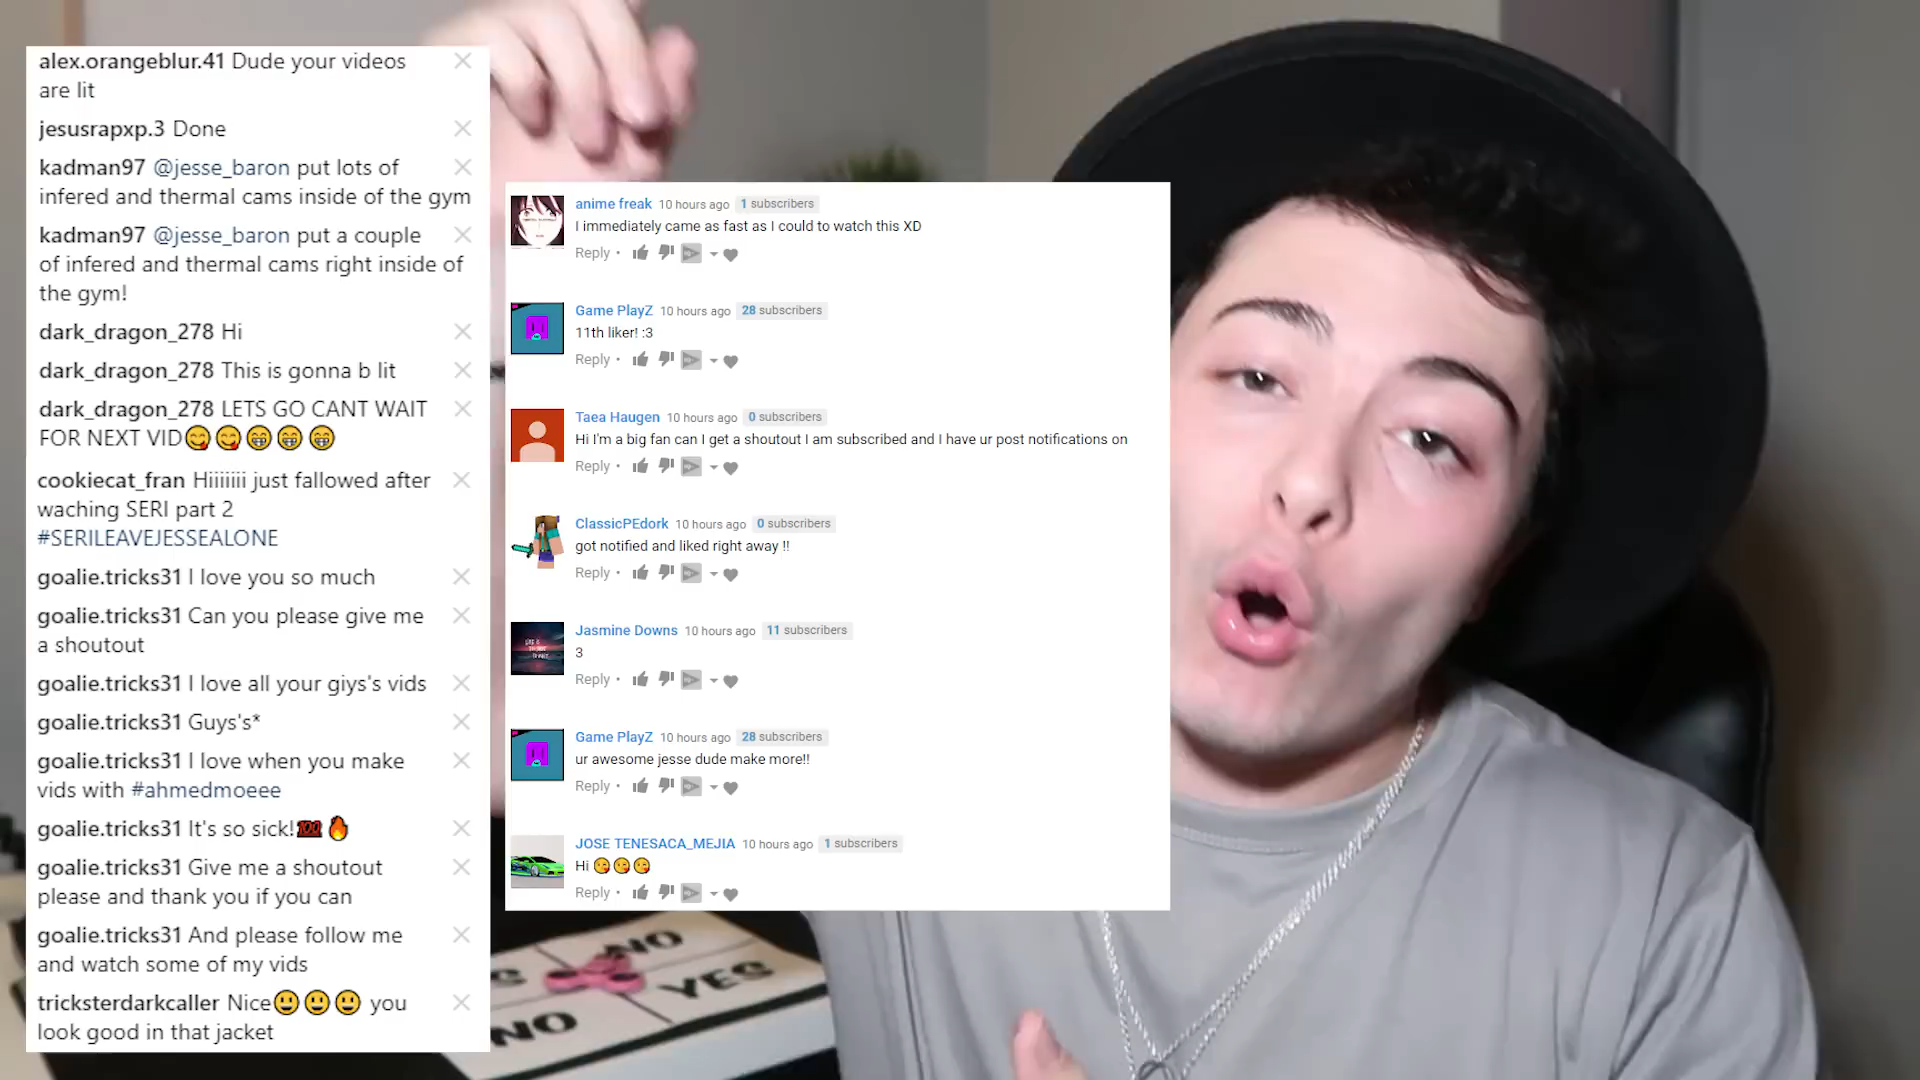 alex.orangeblur.41 Dude your videos
are lit
jesusrapxp.3 Done
kadman97 @jesse_baron put lots of
infered and thermal cams inside of the gym
kadman97 @jesse_baron put a couple
of infered and thermal cams right inside of
the gym!
dark_dragon_278 Hi
dark_dragon_278 This is gonna b lit
dark_dragon_278 LETS GO CANT WAIT
FOR NEXT VID😋😋😁😁😁
cookiecat_fran Hiiiiiii just fallowed after
waching SERI part 2
#SERILEAVEJESSEALONE
goalie.tricks31 I love you so much
goalie.tricks31 Can you please give me
a shoutout
goalie.tricks31 I love all your giys's vids
goalie.tricks31 Guys's*
goalie.tricks31 I love when you make
vids with #ahmedmoeee
goalie.tricks31 It's so sick!💯🔥
goalie.tricks31 Give me a shoutout
please and thank you if you can
goalie.tricks31 And please follow me
and watch some of my vids
tricksterdarkcaller Nice😃😃😃 you
look good in that jacket
anime freak 10 hours ago 1 subscribers
I immediately came as fast as I could to watch this XD
Reply •
Game PlayZ 10 hours ago 28 subscribers
11th liker! :3
Reply •
Taea Haugen 10 hours ago 0 subscribers
Hi I'm a big fan can I get a shoutout I am subscribed and I have ur post notifications on
Reply •
ClassicPEdork 10 hours ago 0 subscribers
got notified and liked right away !!
Reply •
Jasmine Downs 10 hours ago 11 subscribers
3
Reply •
Game PlayZ 10 hours ago 28 subscribers
ur awesome jesse dude make more!!
Reply •
JOSE TENESACA_MEJIA 10 hours ago 1 subscribers
Hi 😘😘😘
Reply •
NO
YES
NO